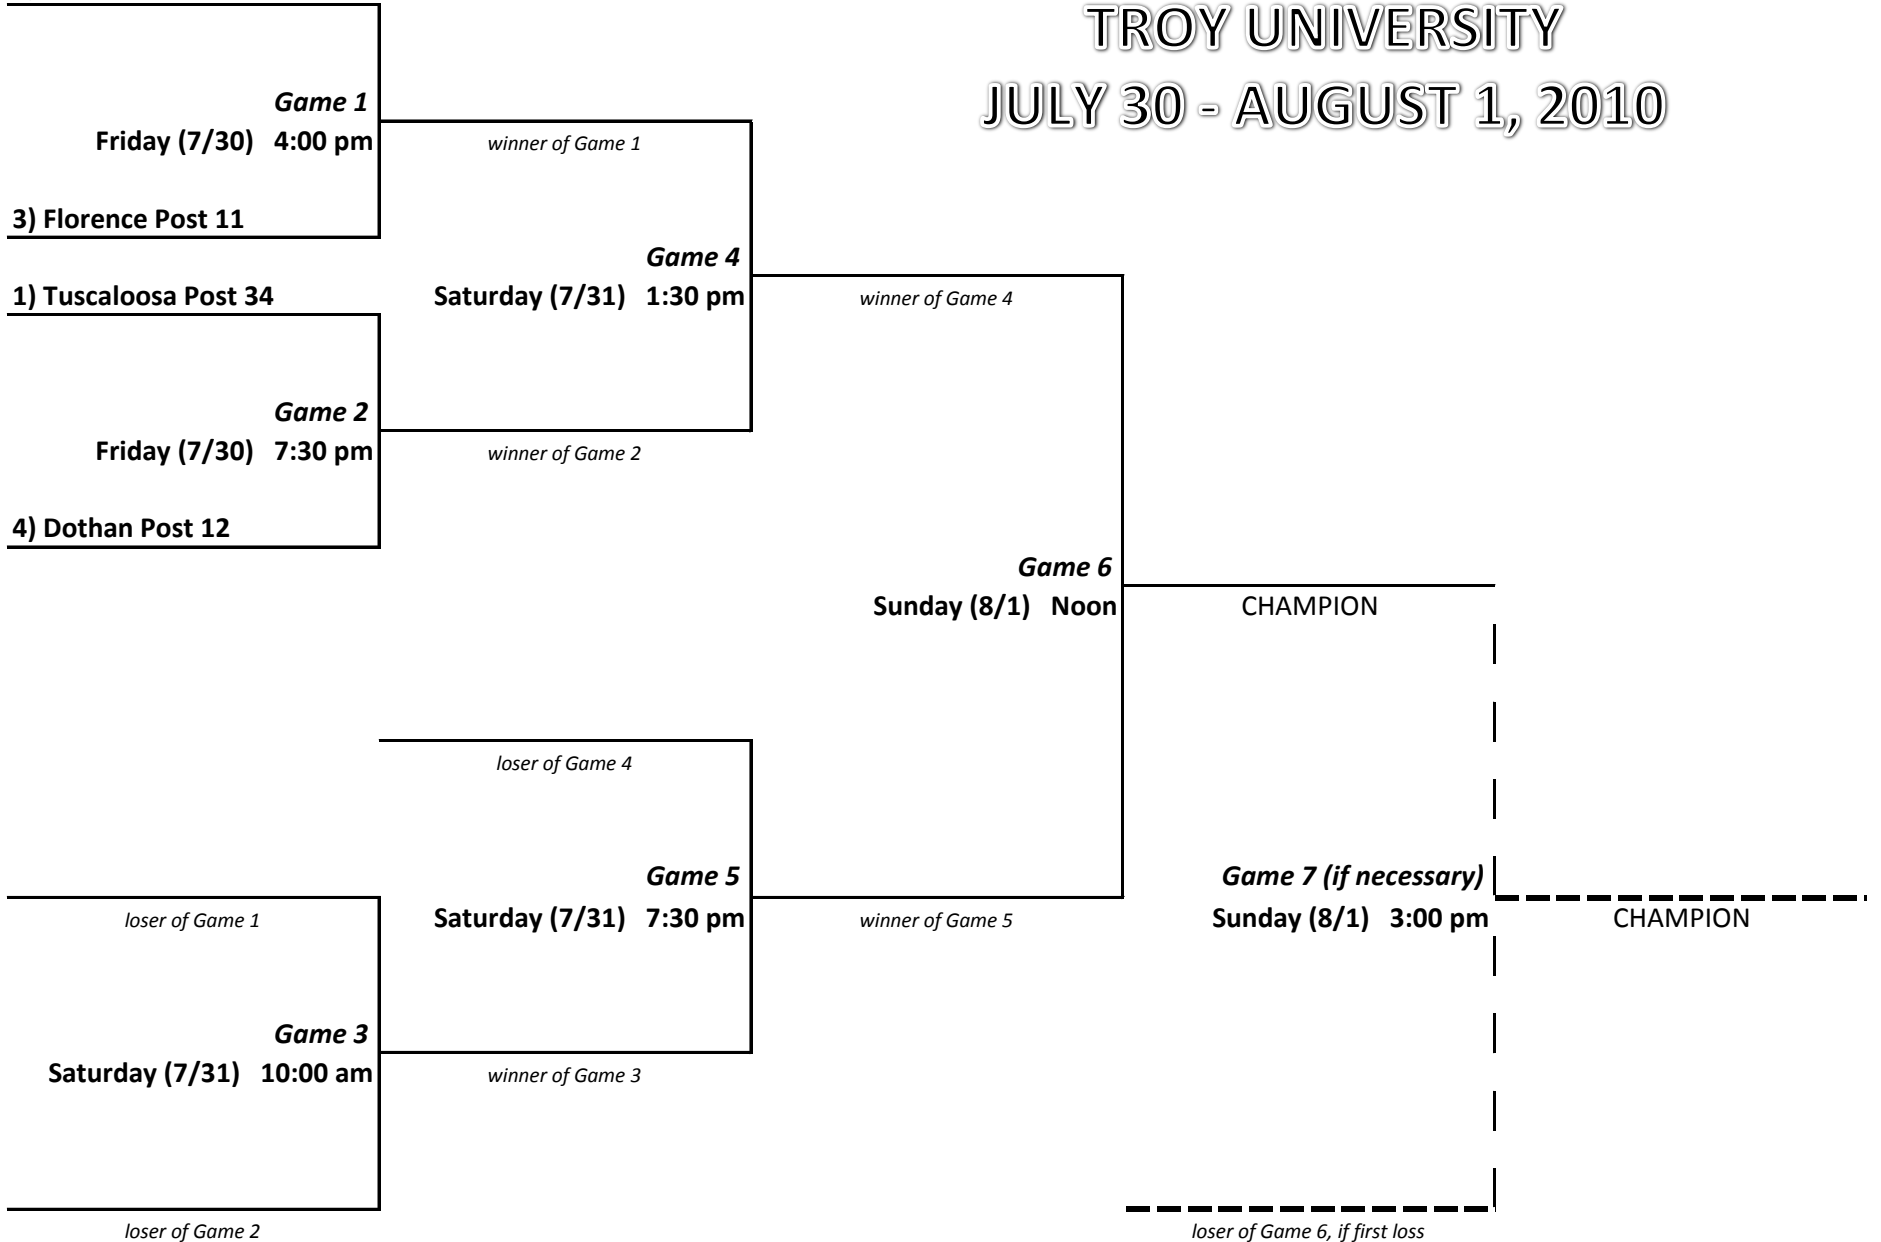 TROY UNIVERSITY
JULY 30 - AUGUST 1, 2010
Game 1
Friday (7/30) 4:00 pm
winner of Game 1
3) Florence Post 11
Game 4
1) Tuscaloosa Post 34
Saturday (7/31) 1:30 pm
winner of Game 4
Game 2
Friday (7/30) 7:30 pm
winner of Game 2
4) Dothan Post 12
Game 6
Sunday (8/1) Noon
CHAMPION
loser of Game 4
Game 5
Game 7 (if necessary)
loser of Game 1
Saturday (7/31) 7:30 pm
winner of Game 5
Sunday (8/1) 3:00 pm
CHAMPION
Game 3
Saturday (7/31) 10:00 am
winner of Game 3
loser of Game 2
loser of Game 6, if first loss